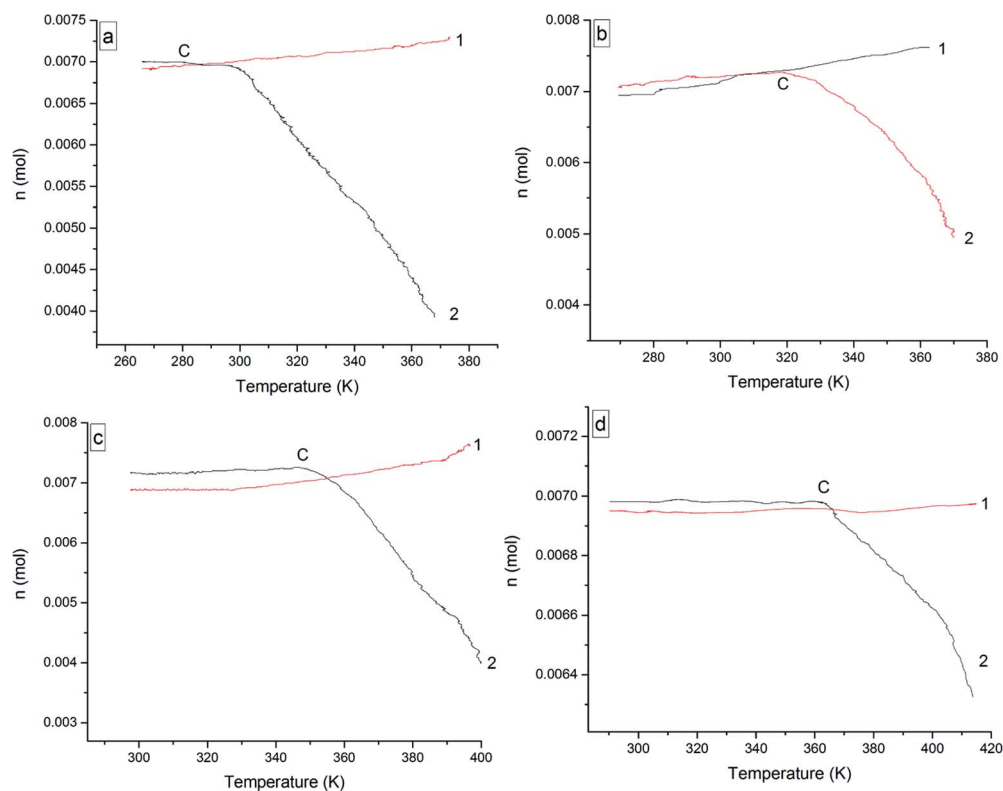 a
0.0075
0.0070
0.0065
0.0060
0.0055
0.0050
0.0045
0.0040
n (mol)
C
1
2
260 280 300 320 340 360 380
Temperature (K)
b
0.008
0.007
0.006
0.005
0.004
n (mol)
C
1
2
280 300 320 340 360 380
Temperature (K)
c
0.008
0.007
0.006
0.005
0.004
0.003
n (mol)
C
1
2
300 320 340 360 380 400
Temperature (K)
d
0.0072
0.0070
0.0068
0.0066
0.0064
n (mol)
C
1
2
300 320 340 360 380 400 420
Temperature (K)